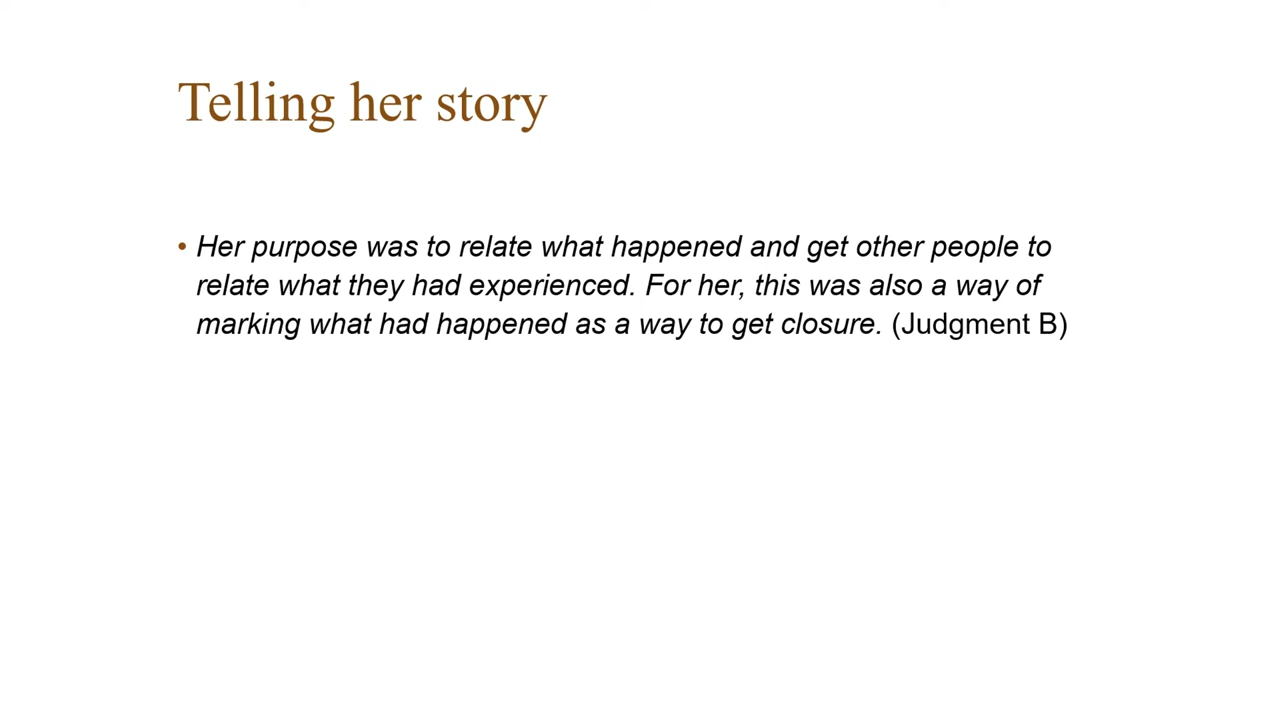 Telling her story
• Her purpose was to relate what happened and get other people to
relate what they had experienced. For her, this was also a way of
marking what had happened as a way to get closure. (Judgment B)